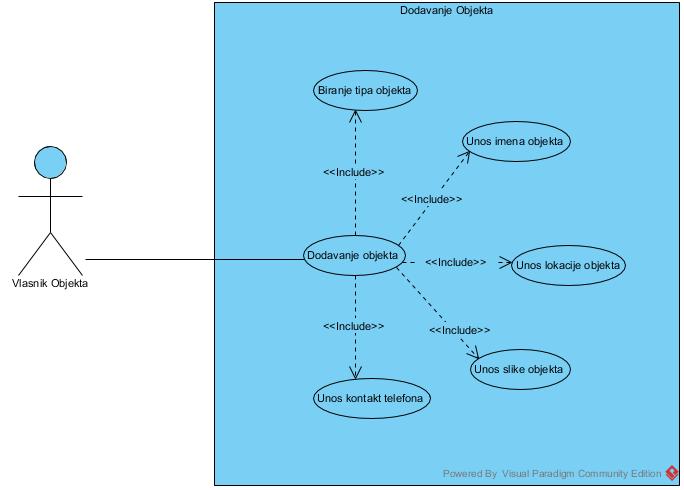 Dodavanje Objekta
Biranje tipa objekta
Unos imena objekta
<<Include>>
<<Include>>
Dodavanje objekta
<<Include>>
Unos lokacije objekta
Vlasnik Objekta
<<Include>>
<<Include>>
Unos slike objekta
Unos kontakt telefona
Powered By Visual Paradigm Community Edition